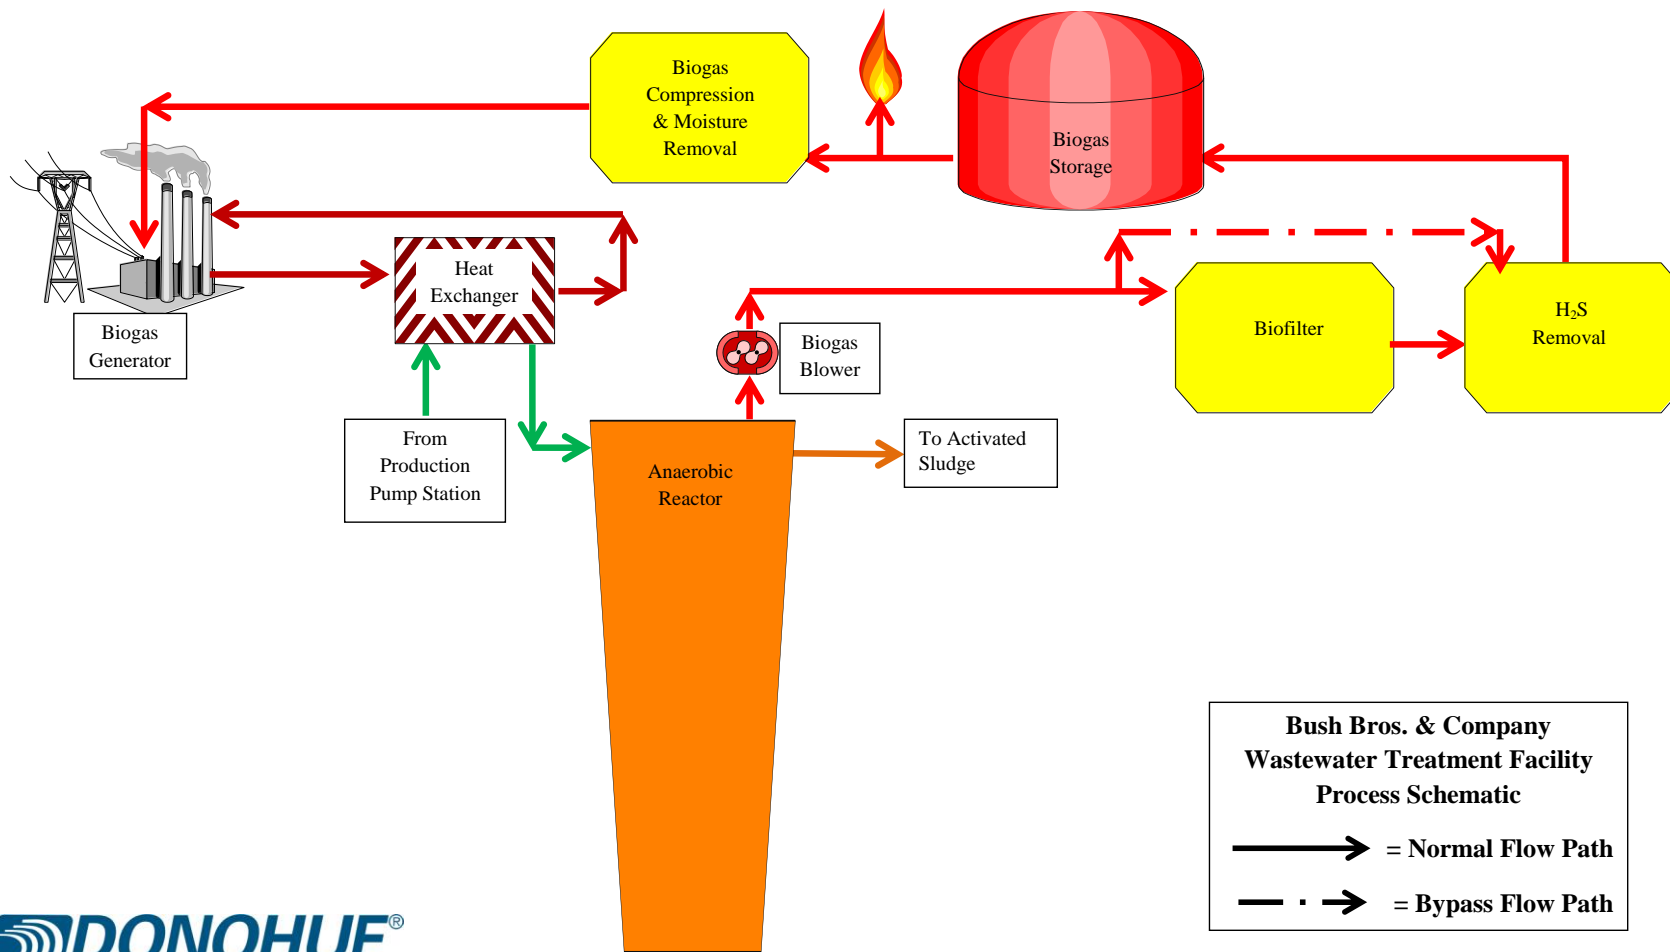 Biogas
Compression
& Moisture
Removal
Biogas
Storage
Heat
Exchanger
Biogas
Generator
Biogas
Blower
Biofilter
H₂S
Removal
From
Production
Pump Station
Anaerobic
Reactor
To Activated
Sludge
Bush Bros. & Company
Wastewater Treatment Facility
Process Schematic
= Normal Flow Path
= Bypass Flow Path
DONOHUE®